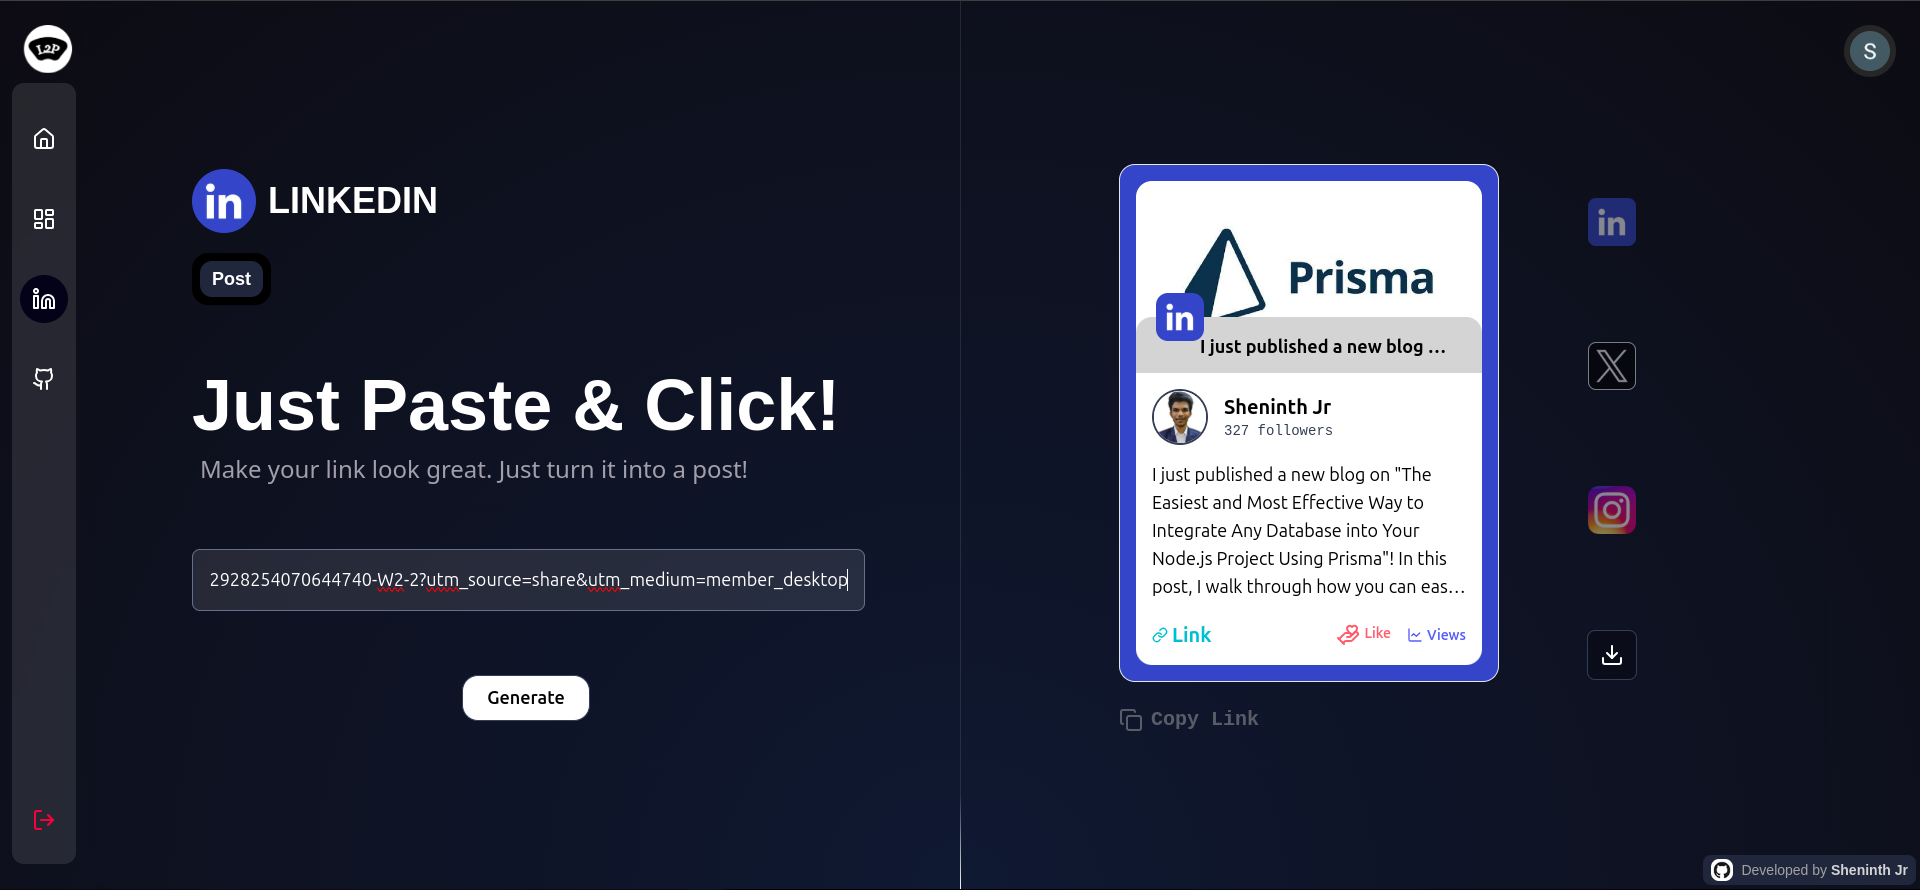 L2P
S
in LINKEDIN
Post
Just Paste & Click!
Make your link look great. Just turn it into a post!
2928254070644740-W2-2?utm_source=share&utm_medium=member_desktop
Generate
Prisma
in
I just published a new blog ...
Sheninth Jr
327 followers
I just published a new blog on "The
Easiest and Most Effective Way to
Integrate Any Database into Your
Node.js Project Using Prisma"! In this
post, I walk through how you can eas...
Link
Like
Views
Copy Link
in
Developed by Sheninth Jr